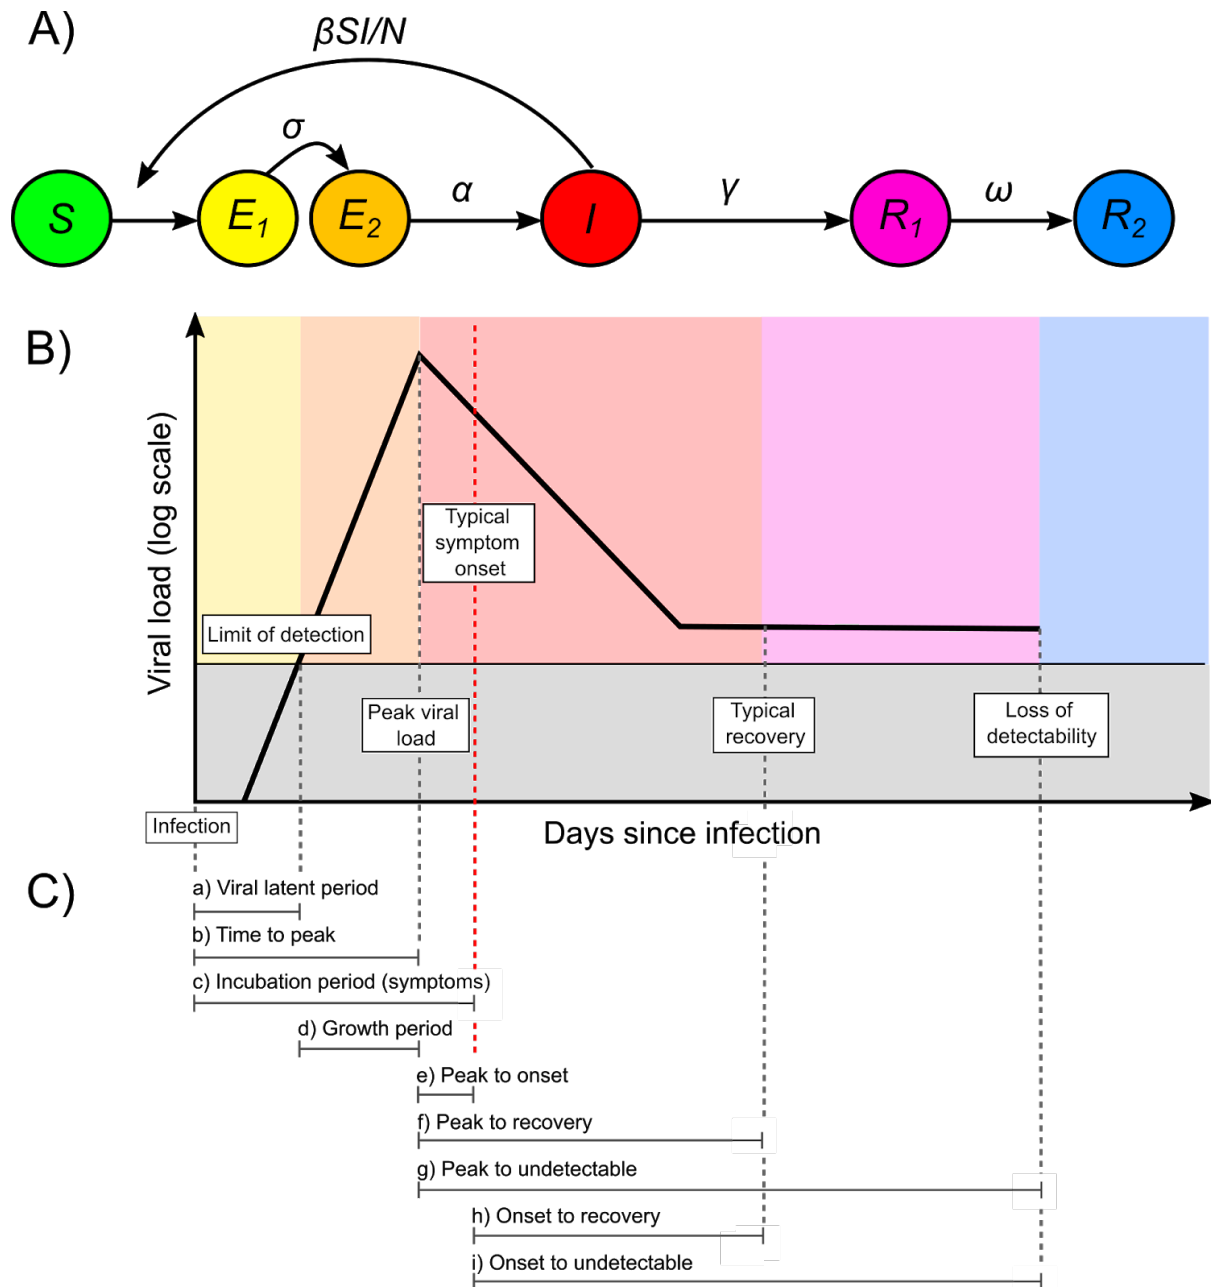 A)
βSI/N
σ
α
γ
ω
S
E1
E2
I
R1
R2
B)
Viral load (log scale)
Typical
symptom
onset
Limit of detection
Peak viral
load
Typical
recovery
Loss of
detectability
Infection
Days since infection
C)
a) Viral latent period
b) Time to peak
c) Incubation period (symptoms)
d) Growth period
e) Peak to onset
f) Peak to recovery
g) Peak to undetectable
h) Onset to recovery
i) Onset to undetectable